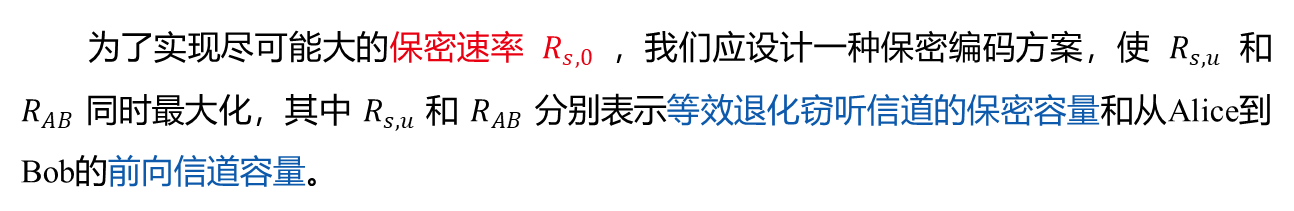 为了实现尽可能大的保密速率 R_{s,0} ，我们应设计一种保密编码方案，使 R_{s,u} 和
R_{AB} 同时最大化，其中 R_{s,u} 和 R_{AB} 分别表示等效退化窃听信道的保密容量和从Alice到
Bob的前向信道容量。